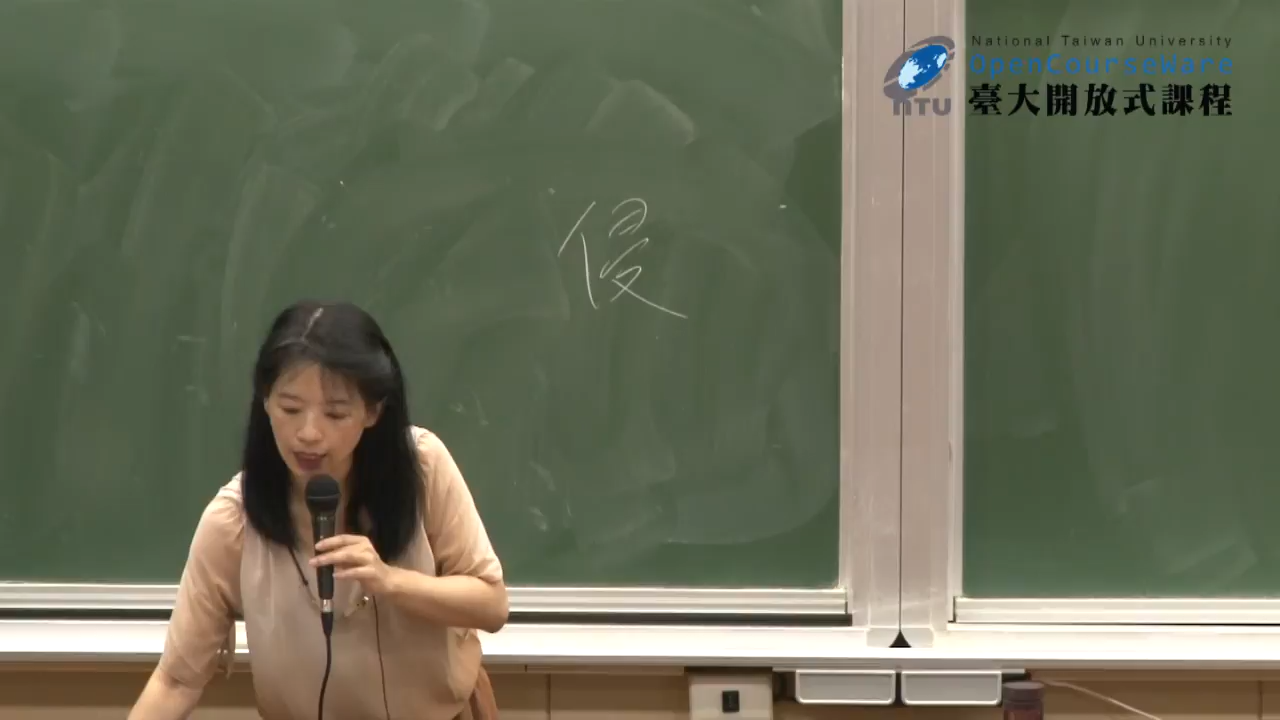 National Taiwan University
OpenCourseWare
NTU
臺大開放式課程
侵